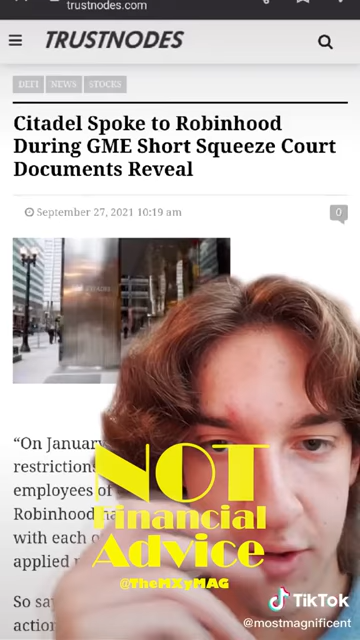 trustnodes.com
TRUSTNODES
DEFI NEWS STOCKS
Citadel Spoke to Robinhood
During GME Short Squeeze Court
Documents Reveal
September 27, 2021 10:19 am
0
“On January
restrictions
employees of
Robinhood
with each
applied
So
action
NOT
Financial
Advice
@TheMXyMAG
TikTok
@mostmagnificent